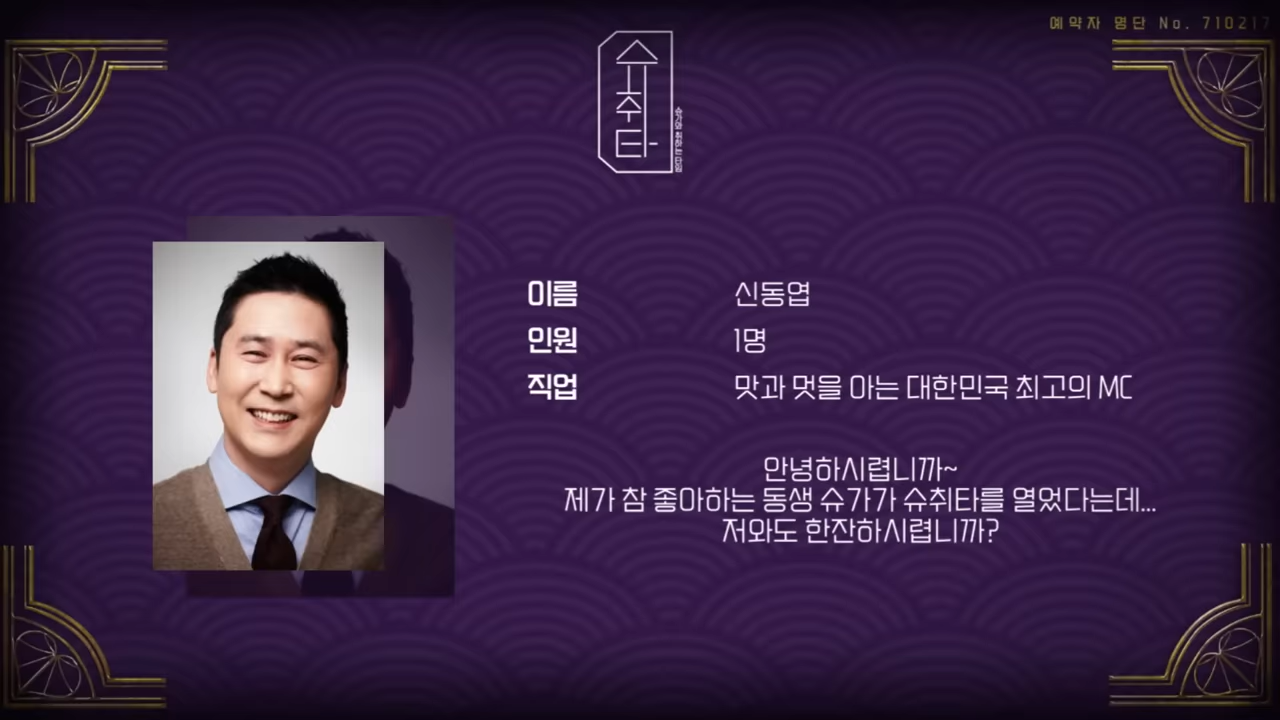 예약자 명단 No. 710217
슈취타
슈가와 취하는 타임
이름 신동엽
인원 1명
직업 맛과 멋을 아는 대한민국 최고의 MC
안녕하시렵니까~
제가 참 좋아하는 동생 슈가가 슈취타를 열었다는데...
저와도 한잔하시렵니까?